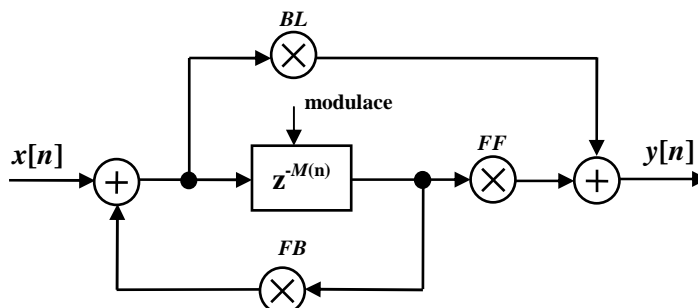 BL
modulace
x[n]
z^-M(n)
FF
y[n]
FB